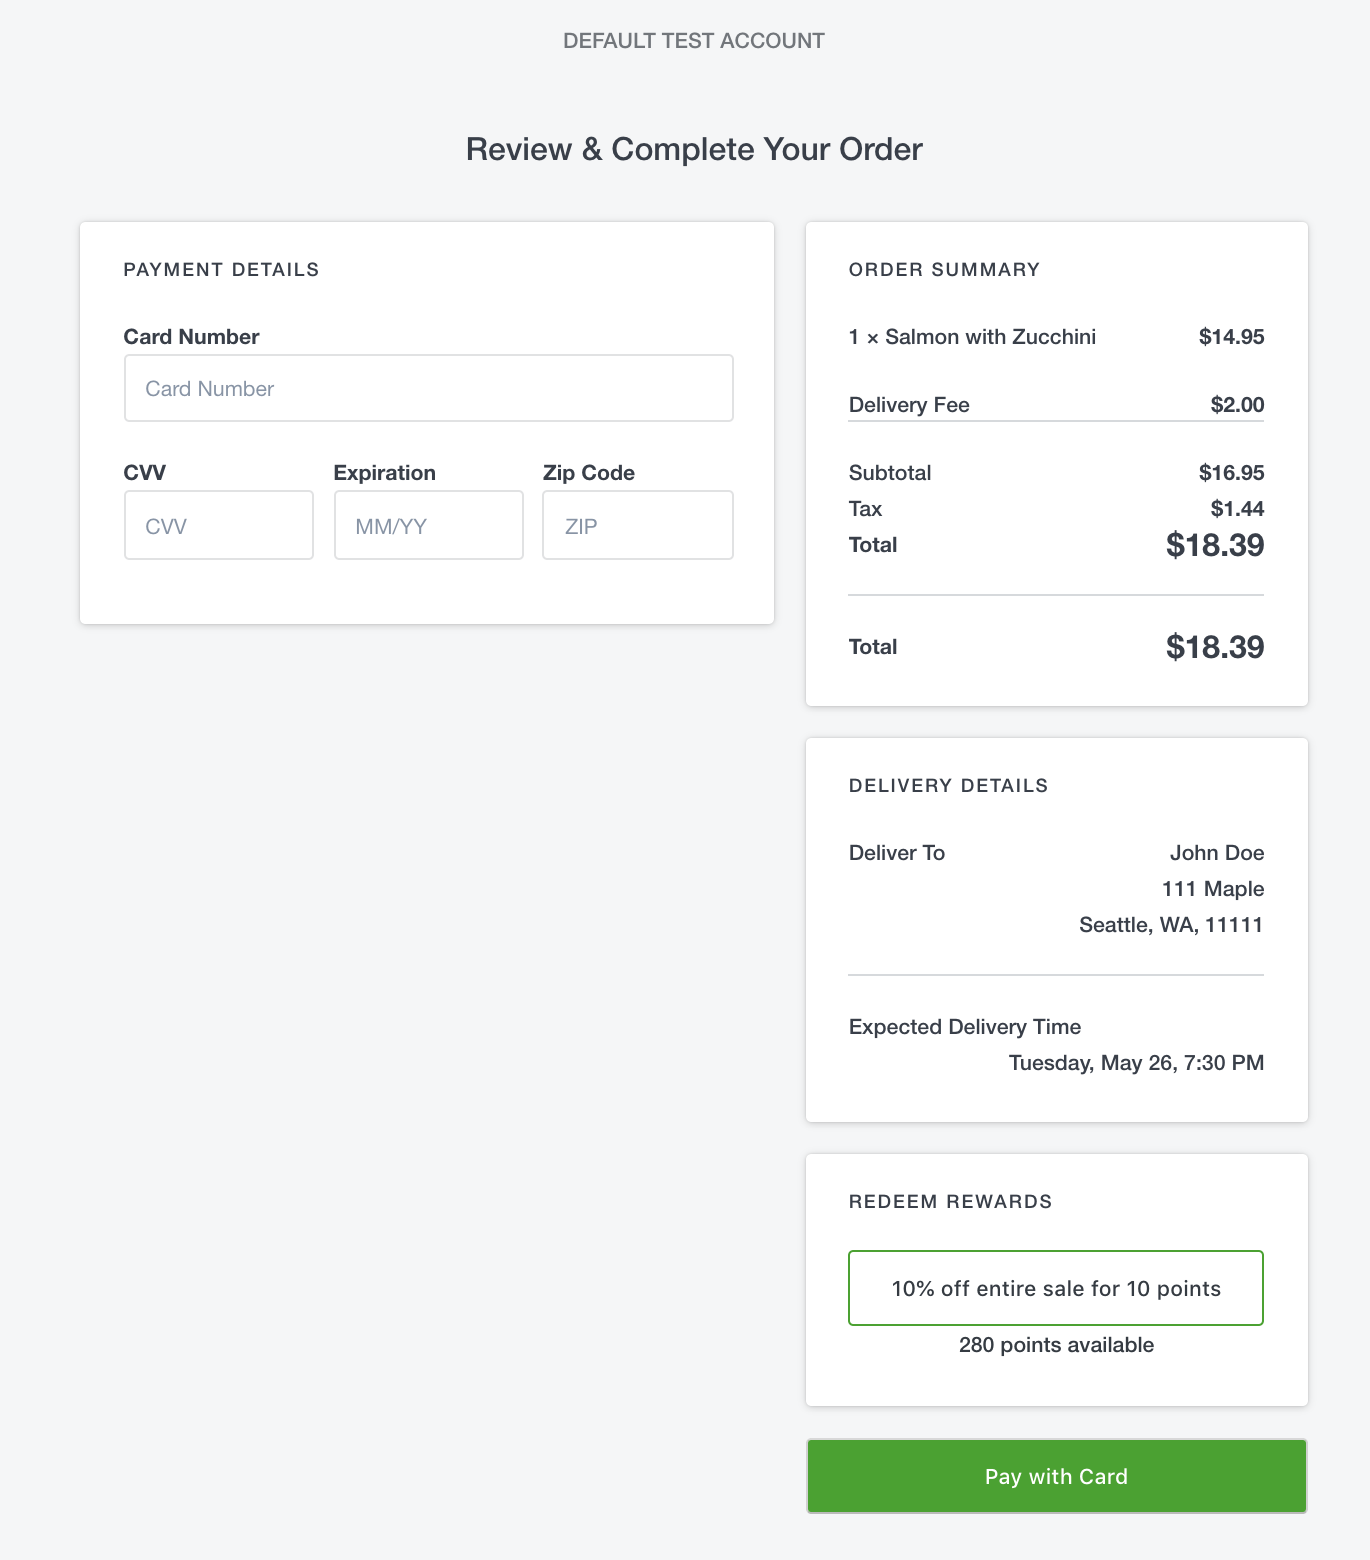 DEFAULT TEST ACCOUNT
Review & Complete Your Order
PAYMENT DETAILS
Card Number
Card Number
CVV Expiration Zip Code
CVV MM/YY ZIP
ORDER SUMMARY
1 × Salmon with Zucchini $14.95
Delivery Fee $2.00
Subtotal $16.95
Tax $1.44
Total $18.39
Total $18.39
DELIVERY DETAILS
Deliver To John Doe
111 Maple
Seattle, WA, 11111
Expected Delivery Time
Tuesday, May 26, 7:30 PM
REDEEM REWARDS
10% off entire sale for 10 points
280 points available
Pay with Card